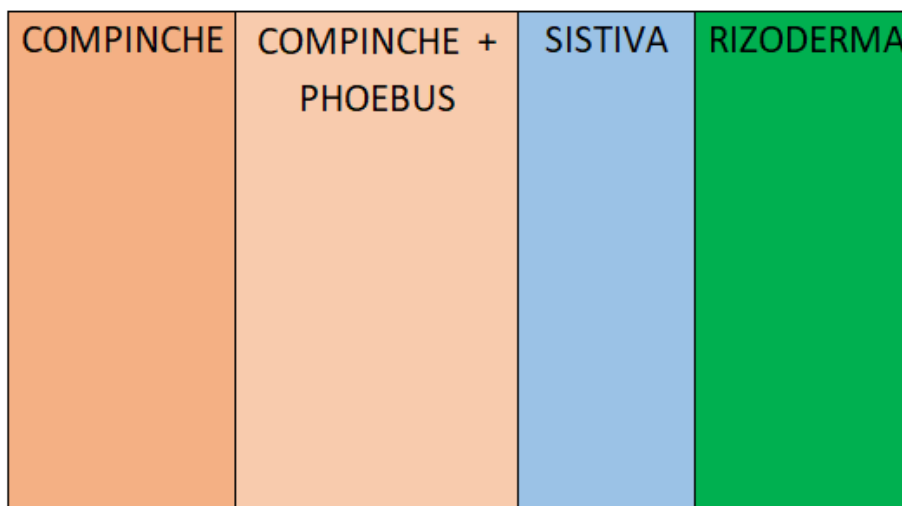 COMPINCHE
COMPINCHE +
PHOEBUS
SISTIVA
RIZODERMA